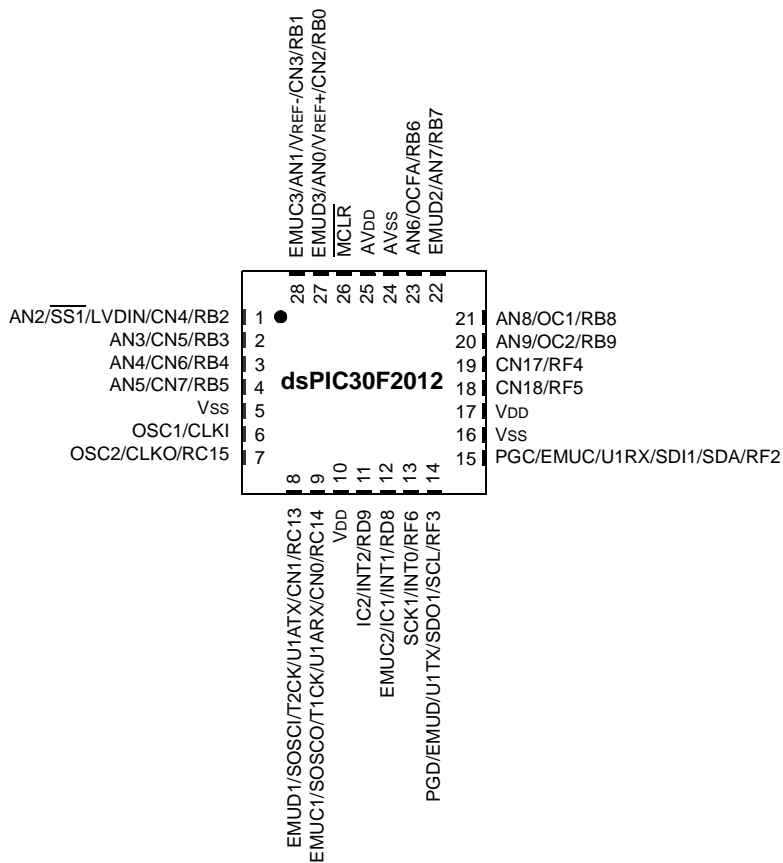 EMUC3/AN1/VREF-/CN3/RB1
EMUD3/AN0/VREF+/CN2/RB0
MCLR
AVDD
AVSS
AN6/OCFA/RB6
EMUD2/AN7/RB7
28
27
26
25
24
23
22
AN2/SS1/LVDIN/CN4/RB2 1
AN3/CN5/RB3 2
AN4/CN6/RB4 3
AN5/CN7/RB5 4
VSS 5
OSC1/CLKI 6
OSC2/CLKO/RC15 7
dsPIC30F2012
21 AN8/OC1/RB8
20 AN9/OC2/RB9
19 CN17/RF4
18 CN18/RF5
17 VDD
16 VSS
15 PGC/EMUC/U1RX/SDI1/SDA/RF2
8
9
10
11
12
13
14
EMUD1/SOSCI/T2CK/U1ATX/CN1/RC13
EMUC1/SOSCO/T1CK/U1ARX/CN0/RC14
VDD
IC2/INT2/RD9
EMUC2/IC1/INT1/RD8
SCK1/INT0/RF6
PGD/EMUD/U1TX/SDO1/SCL/RF3